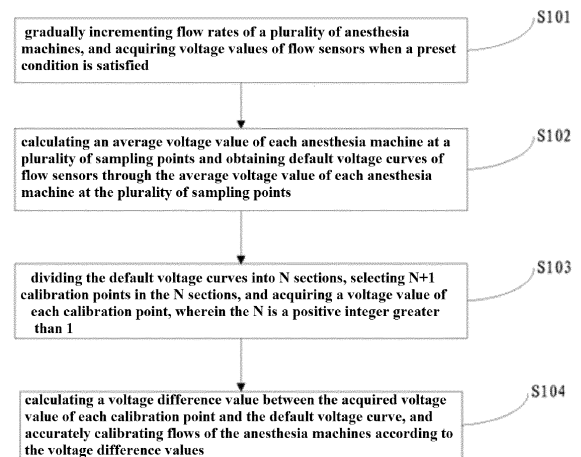 S101
gradually incrementing flow rates of a plurality of anesthesia
machines, and acquiring voltage values of flow sensors when a preset
condition is satisfied
S102
calculating an average voltage value of each anesthesia machine at a
plurality of sampling points and obtaining default voltage curves of
flow sensors through the average voltage value of each anesthesia
machine at the plurality of sampling points
S103
dividing the default voltage curves into N sections, selecting N+1
calibration points in the N sections, and acquiring a voltage value of
each calibration point, wherein the N is a positive integer greater
than 1
S104
calculating a voltage difference value between the acquired voltage
value of each calibration point and the default voltage curve, and
accurately calibrating flows of the anesthesia machines according to
the voltage difference values